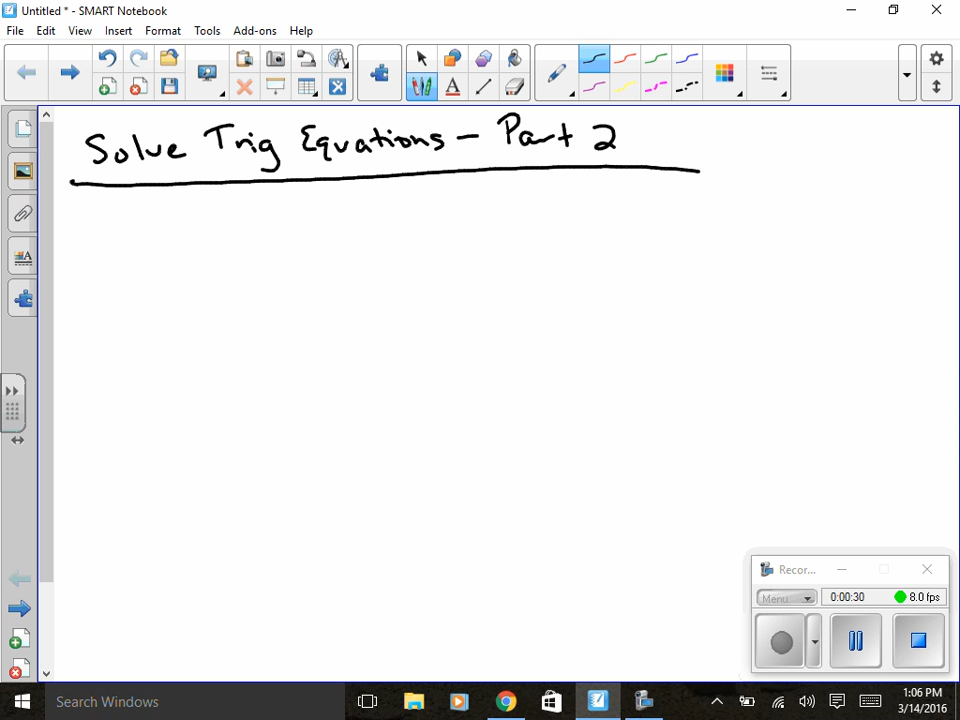 Untitled * - SMART Notebook
File Edit View Insert Format Tools Add-ons Help
Solve Trig Equations - Part 2
Recor...
Menu 0:00:30 8.0 fps
Search Windows
1:06 PM
3/14/2016